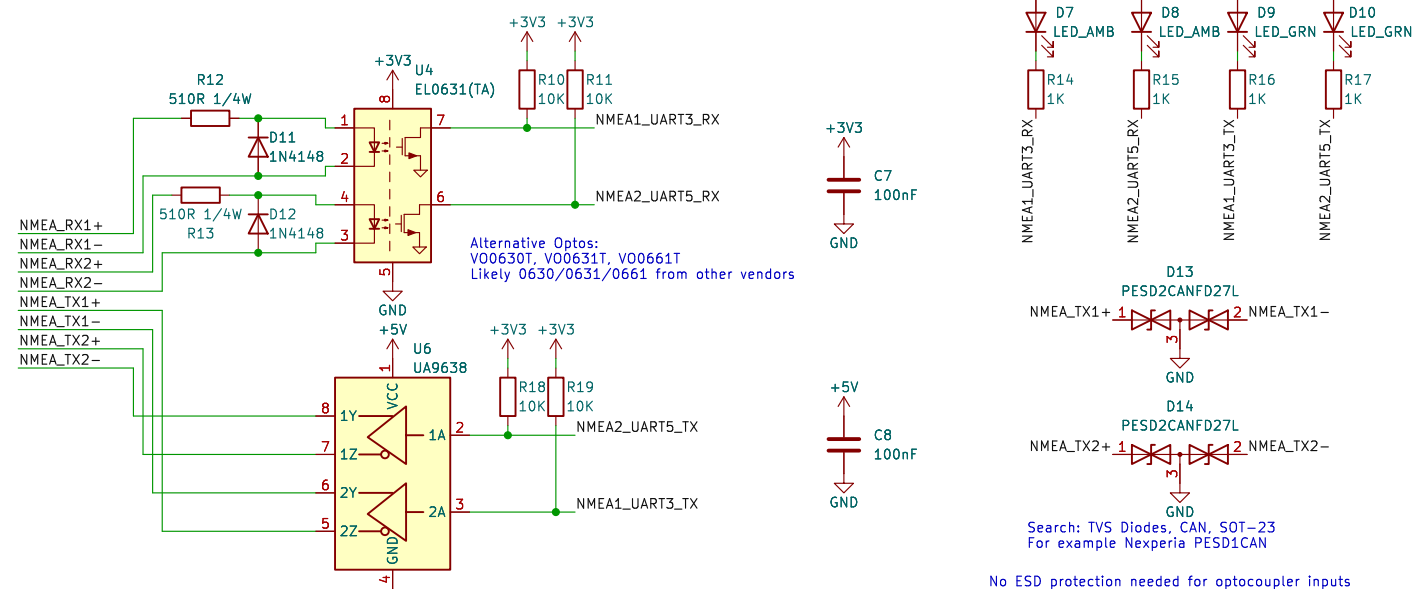 +3V3
+3V3
R12
510R 1/4W
+3V3
U4
EL0631(TA)
8
R10
10K
R11
10K
1
7
NMEA1_UART3_RX
D11
1N4148
2
4
6
NMEA2_UART5_RX
510R 1/4W
R13
D12
1N4148
3
5
GND
NMEA_RX1+
NMEA_RX1-
NMEA_RX2+
NMEA_RX2-
NMEA_TX1+
NMEA_TX1-
NMEA_TX2+
NMEA_TX2-
Alternative Optos:
VO0630T, VO0631T, VO0661T
Likely 0630/0631/0661 from other vendors
+5V
1
U6
UA9638
+3V3
+3V3
R18
10K
R19
10K
VCC
8
1Y
1A
2
NMEA2_UART5_TX
7
1Z
6
2Y
2A
3
NMEA1_UART3_TX
5
2Z
GND
4
+3V3
C7
100nF
GND
+5V
C8
100nF
GND
D7
LED_AMB
D8
LED_AMB
D9
LED_GRN
D10
LED_GRN
R14
1K
R15
1K
R16
1K
R17
1K
NMEA1_UART3_RX
NMEA2_UART5_RX
NMEA1_UART3_TX
NMEA2_UART5_TX
D13
PESD2CANFD27L
NMEA_TX1+
1
2
NMEA_TX1-
3
GND
D14
PESD2CANFD27L
NMEA_TX2+
1
2
NMEA_TX2-
3
GND
Search: TVS Diodes, CAN, SOT-23
For example Nexperia PESD1CAN
No ESD protection needed for optocoupler inputs